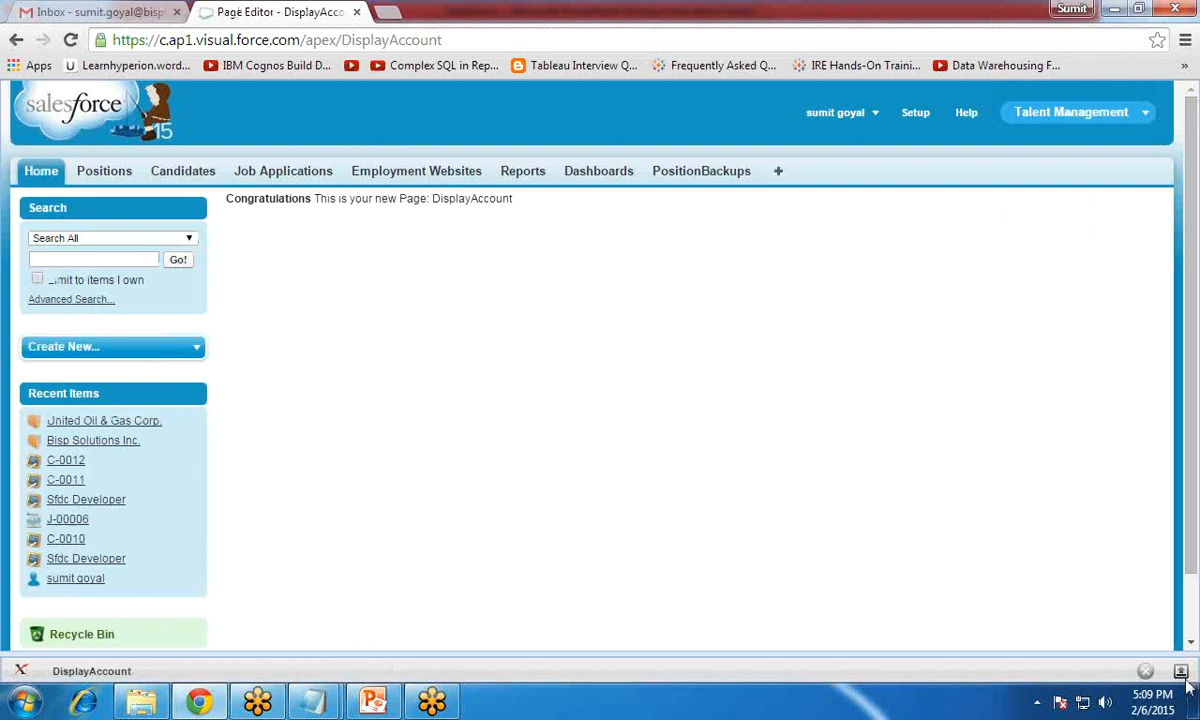 Inbox - sumit.goyal@bisp
Page Editor - DisplayAcco
Sumit
https://c.ap1.visual.force.com/apex/DisplayAccount
Apps
Learnhyperion.word...
IBM Cognos Build D...
Complex SQL in Rep...
Tableau Interview Q...
Frequently Asked Q...
IRE Hands-On Traini...
Data Warehousing F...
»
salesforce
15
sumit goyal
Setup
Help
Talent Management
Home
Positions
Candidates
Job Applications
Employment Websites
Reports
Dashboards
PositionBackups
+
Congratulations This is your new Page: DisplayAccount
Search
Search All
Go!
Limit to items I own
Advanced Search...
Create New...
Recent Items
United Oil & Gas Corp.
Bisp Solutions Inc.
C-0012
C-0011
Sfdc Developer
J-00006
C-0010
Sfdc Developer
sumit goyal
Recycle Bin
DisplayAccount
5:09 PM
2/6/2015